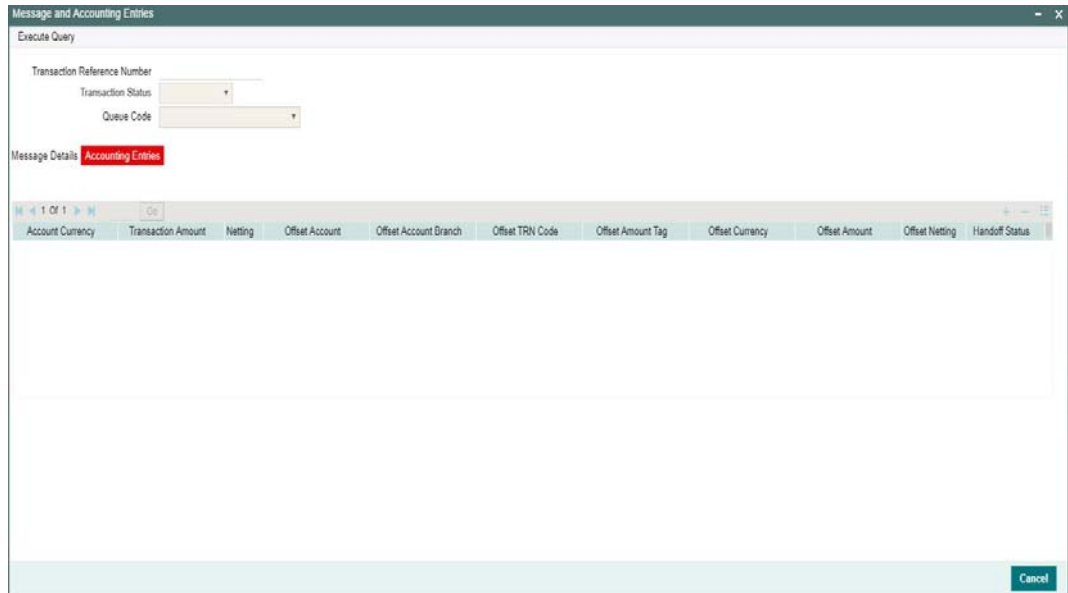 Message and Accounting Entries
Execute Query
Transaction Reference Number
Transaction Status
Queue Code
Message Details Accounting Entries
1 Of 1 Go
Account Currency Transaction Amount Netting Offset Account Offset Account Branch Offset TRN Code Offset Amount Tag Offset Currency Offset Amount Offset Netting Handoff Status
Cancel